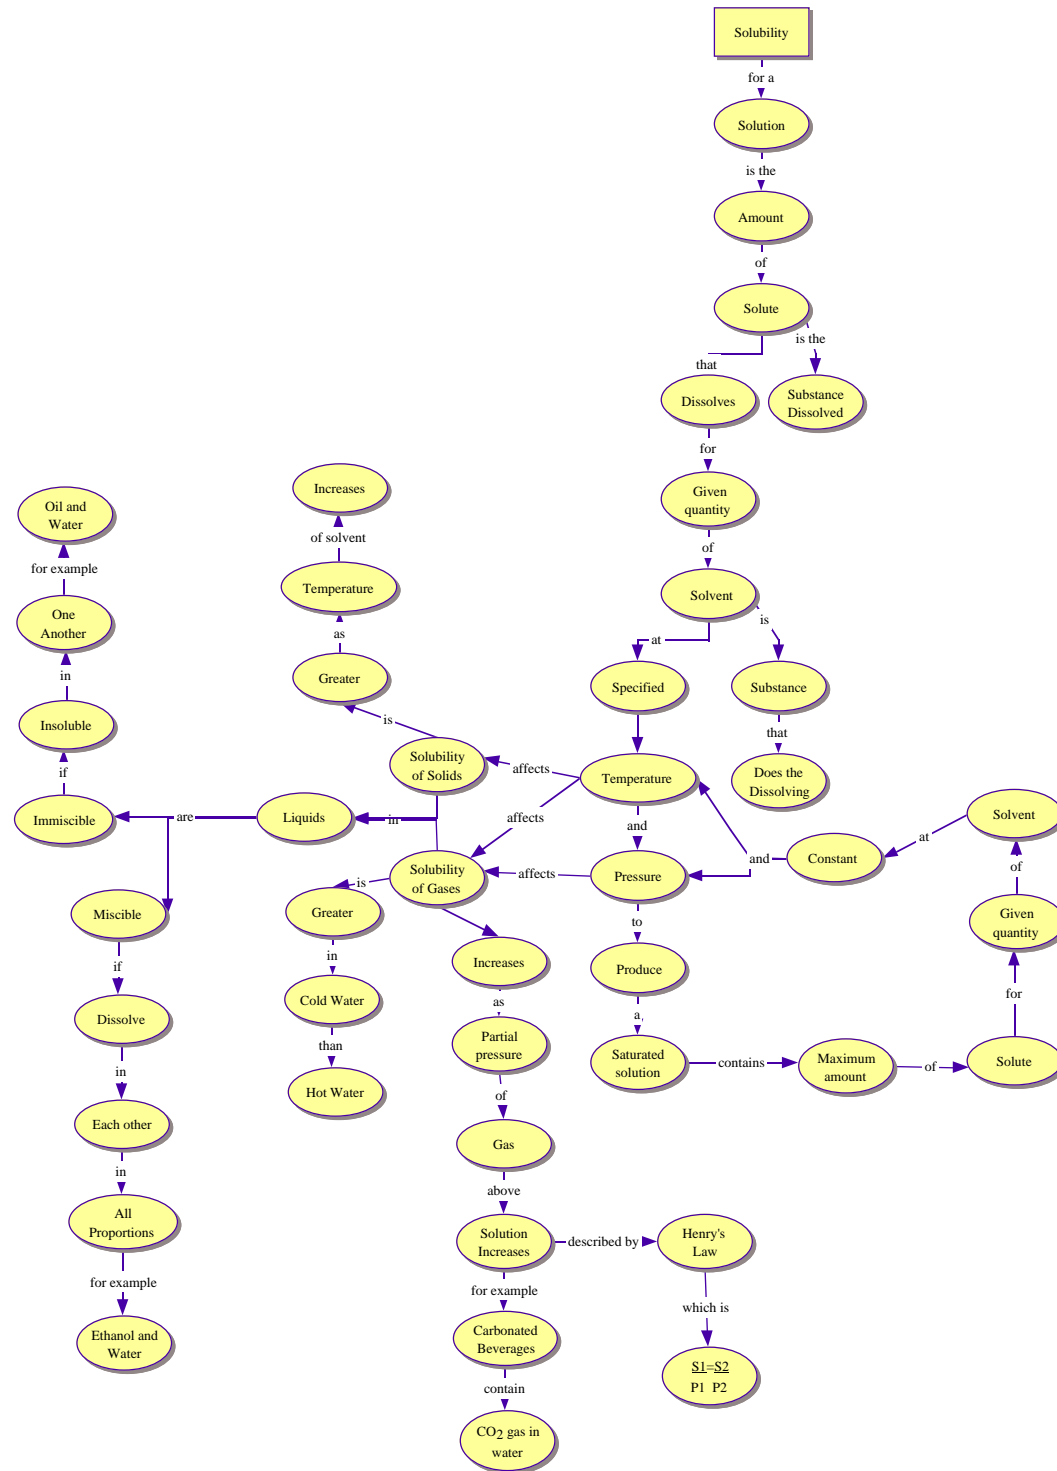 Solubility
for a
Solution
is the
Amount
of
Solute
is the
Substance
Dissolved
that
Dissolves
for
Given
quantity
of
Solvent
is
Substance
that
Does the
Dissolving
at
Specified
Temperature
and
Pressure
to
Produce
a
Saturated
solution
contains
Maximum
amount
of
Solute
for
Given
quantity
of
Solvent
at
Constant
and
affects
affects
affects
Solubility
of Solids
is
Greater
as
Temperature
of solvent
Increases
in
Liquids
are
Immiscible
if
Insoluble
in
One
Another
for example
Oil and
Water
Miscible
if
Dissolve
in
Each other
in
All
Proportions
for example
Ethanol and
Water
Solubility
of Gases
is
Greater
in
Cold Water
than
Hot Water
Increases
as
Partial
pressure
of
Gas
above
Solution
Increases
described by
Henry's
Law
which is
S1=S2
P1 P2
for example
Carbonated
Beverages
contain
CO2 gas in
water